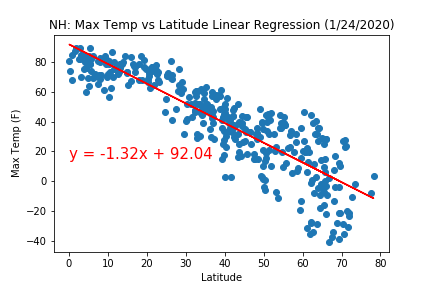 NH: Max Temp vs Latitude Linear Regression (1/24/2020)
Max Temp (F)
80
60
40
20
0
−20
−40
y = -1.32x + 92.04
0 10 20 30 40 50 60 70 80
Latitude